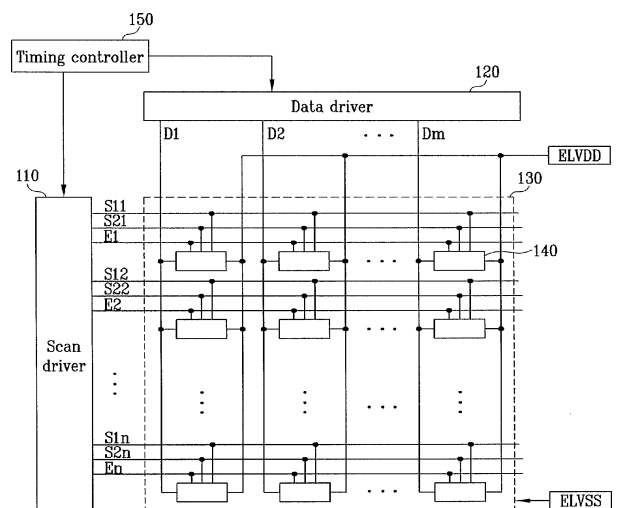 150
Timing controller
120
Data driver
D1 D2 ... Dm
ELVDD
110
130
S11
S21
E1
140
S12
S22
E2
Scan driver
S1n
S2n
En
ELVSS